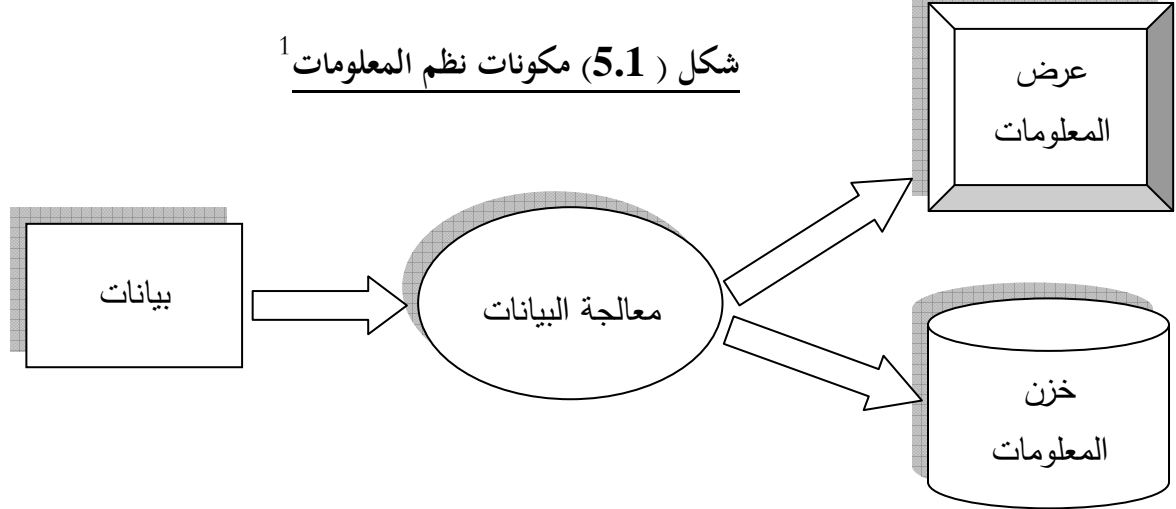 شكل ( 5.1) مكونات نظم المعلومات1
عرض
المعلومات
بيانات
معالجة البيانات
خزن
المعلومات